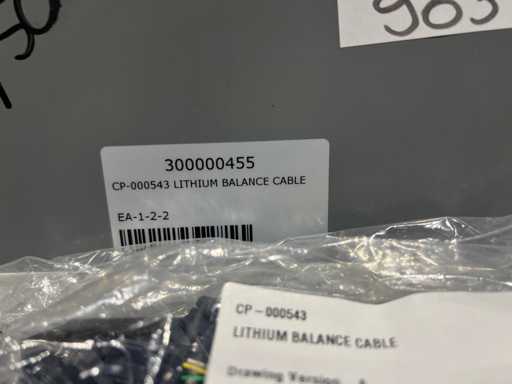 300000455
CP-000543 LITHIUM BALANCE CABLE
EA-1-2-2
CP-000543
LITHIUM BALANCE CABLE
Drawing Version